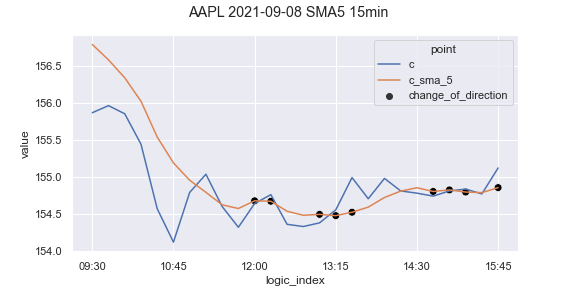 AAPL 2021-09-08 SMA5 15min
point
c
c_sma_5
change_of_direction
156.5
156.0
155.5
155.0
154.5
154.0
value
09:30 10:45 12:00 13:15 14:30 15:45
logic_index